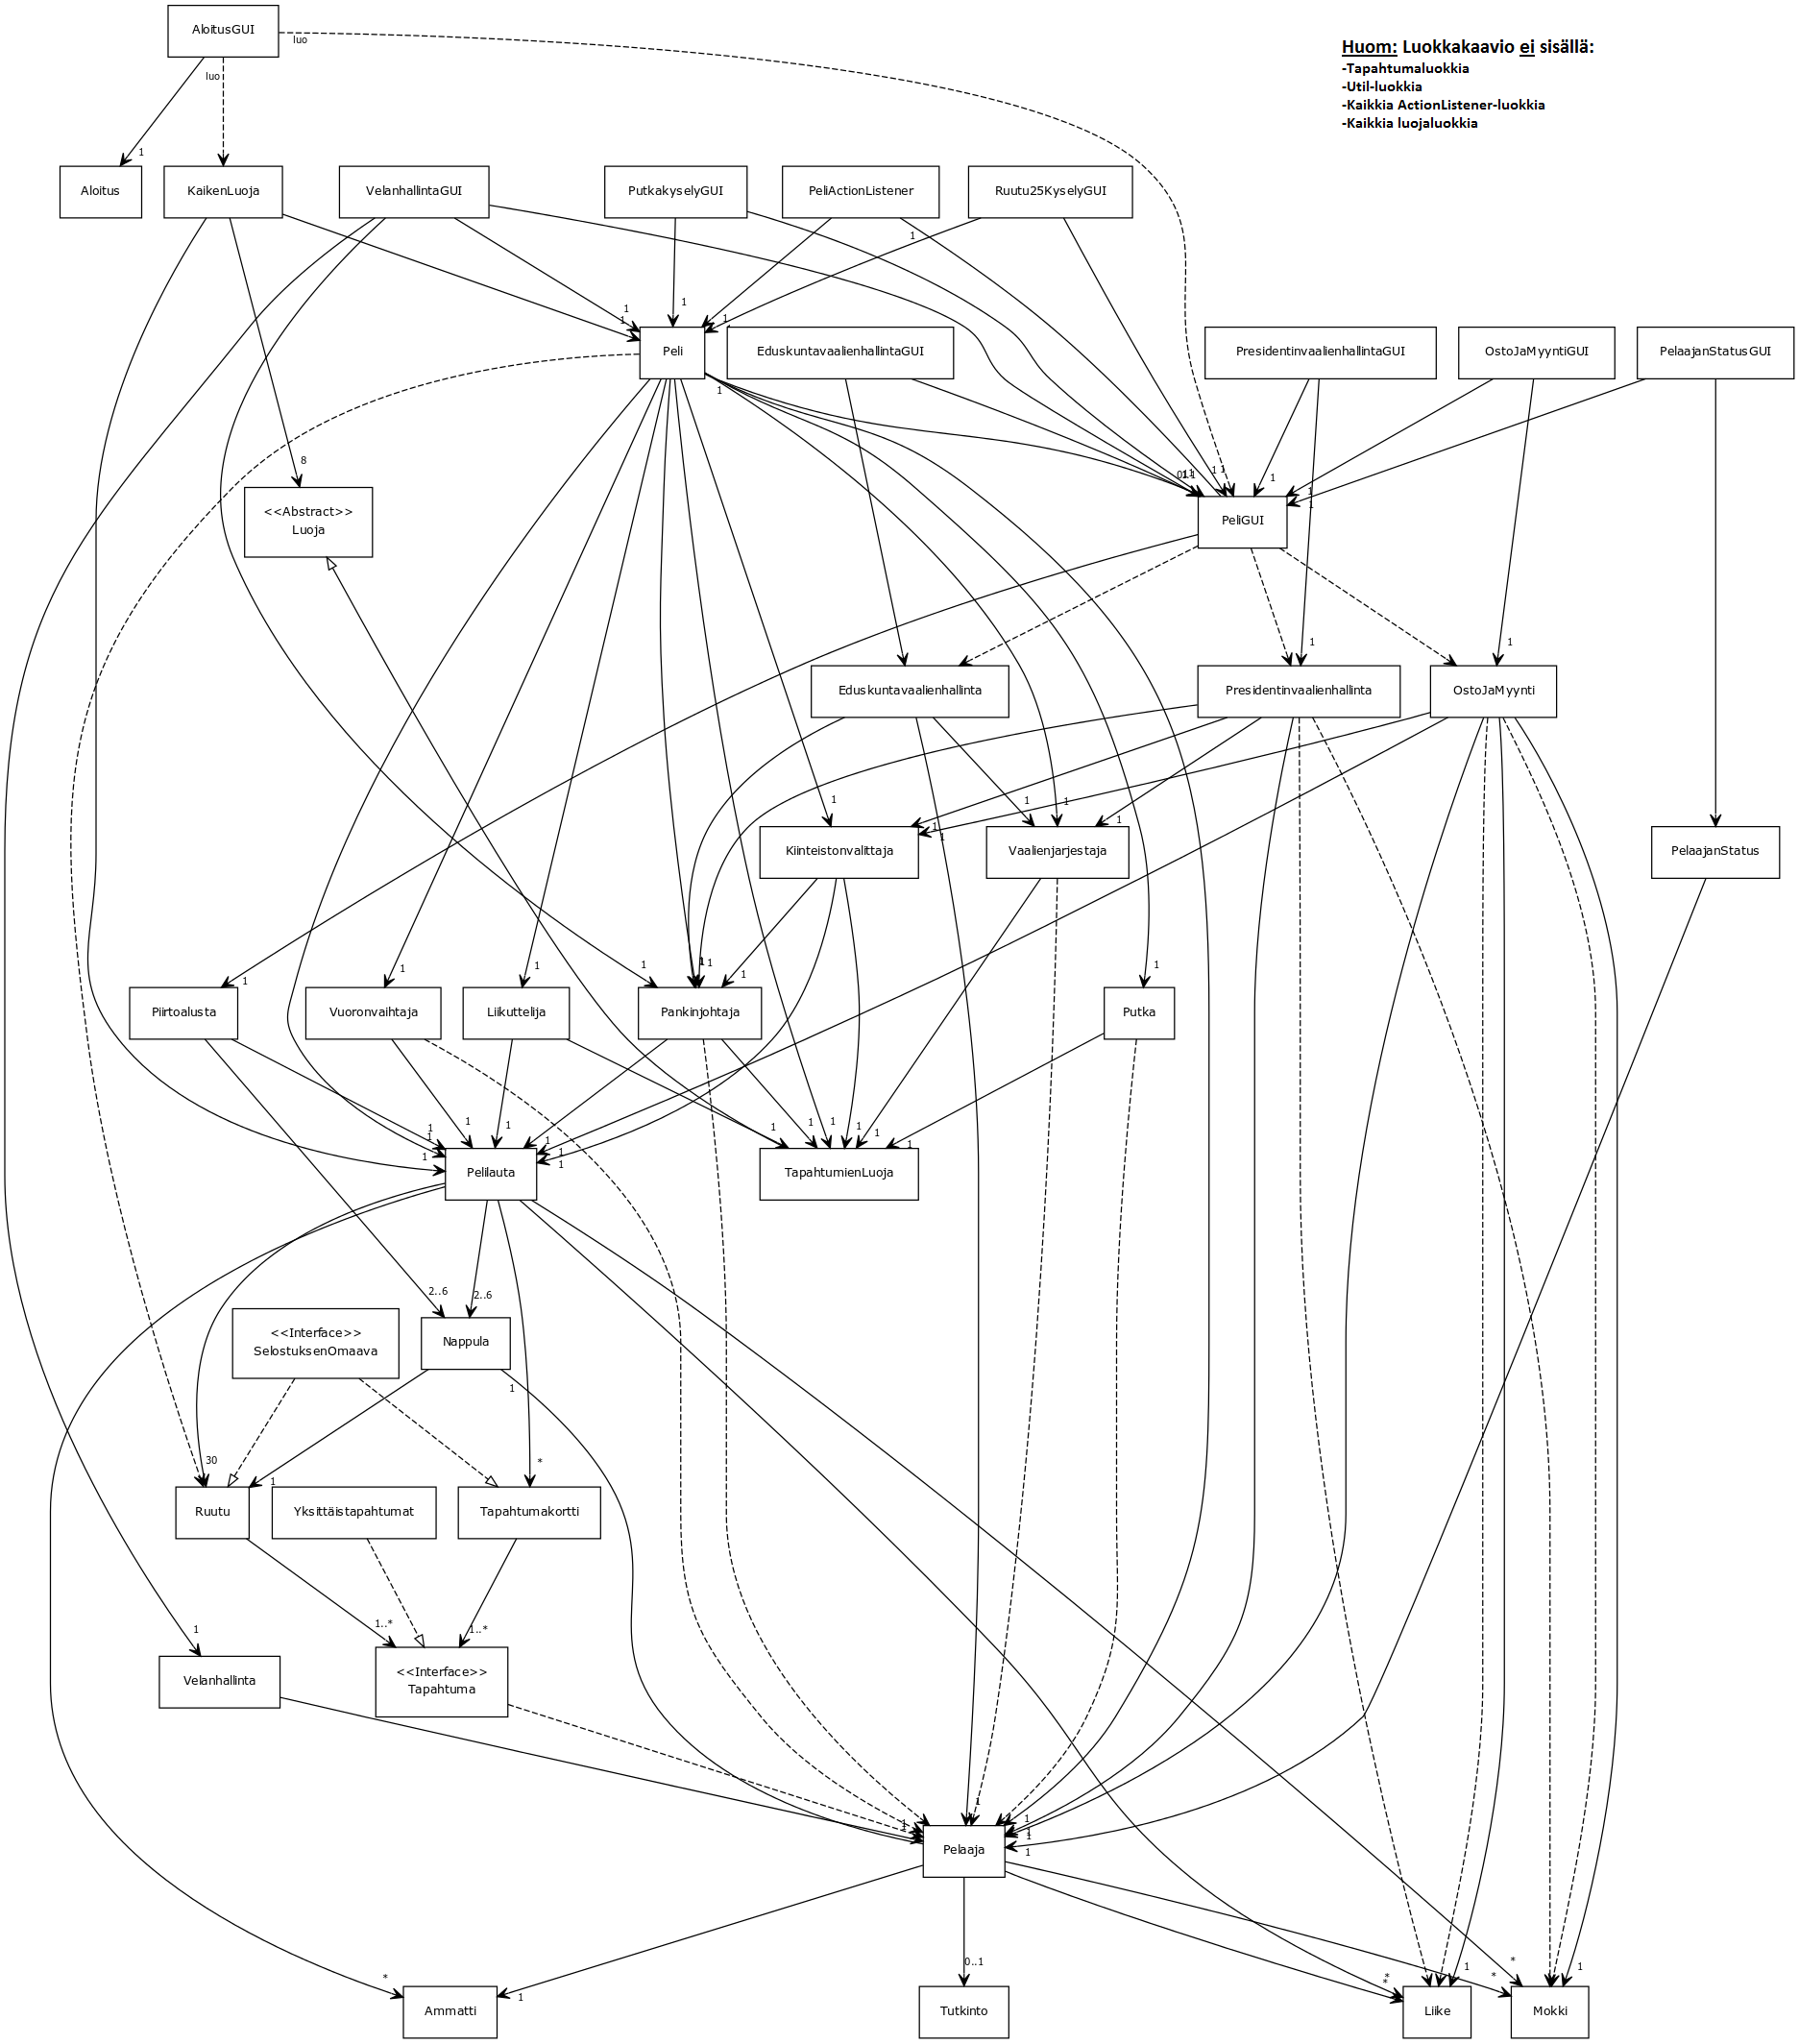 AloitusGUI
luo
Huom: Luokkakaavio ei sisällä:
-Tapahtumaluokkia
-Util-luokkia
-Kaikkia ActionListener-luokkia
-Kaikkia luojaluokkia
luo
1
Aloitus
KaikenLuoja
VelanhallintaGUI
PutkakyselyGUI
PeliActionListener
Ruutu25KyselyGUI
1
1
1
1
1
Peli
EduskuntavaalienhallintaGUI
PresidentinvaalienhallintaGUI
OstoJaMyyntiGUI
PelaajanStatusGUI
1
8
1
1
1
1
1
<<Abstract>>
Luoja
PeliGUI
1
1
Eduskuntavaalienhallinta
Presidentinvaalienhallinta
OstoJaMyynti
1
1
1
1
1
1
Kiinteistonvalittaja
Vaalienjarjestaja
PelaajanStatus
1
1
1
1
1
1
1
1
Piirtoalusta
Vuoronvaihtaja
Liikuttelija
Pankinjohtaja
Putka
1
1
1
1
1
1
1
1
1
1
1
1
1
1
Pelilauta
TapahtumienLuoja
2..6
2..6
<<Interface>>
SelostuksenOmaava
Nappula
1
30
*
1
Ruutu
Yksittäistapahtumat
Tapahtumakortti
1
1..*
1..*
Velanhallinta
<<Interface>>
Tapahtuma
1
1
1
1
1
Pelaaja
0..1
*
*
*
*
1
1
1
Ammatti
Tutkinto
Liike
Mokki